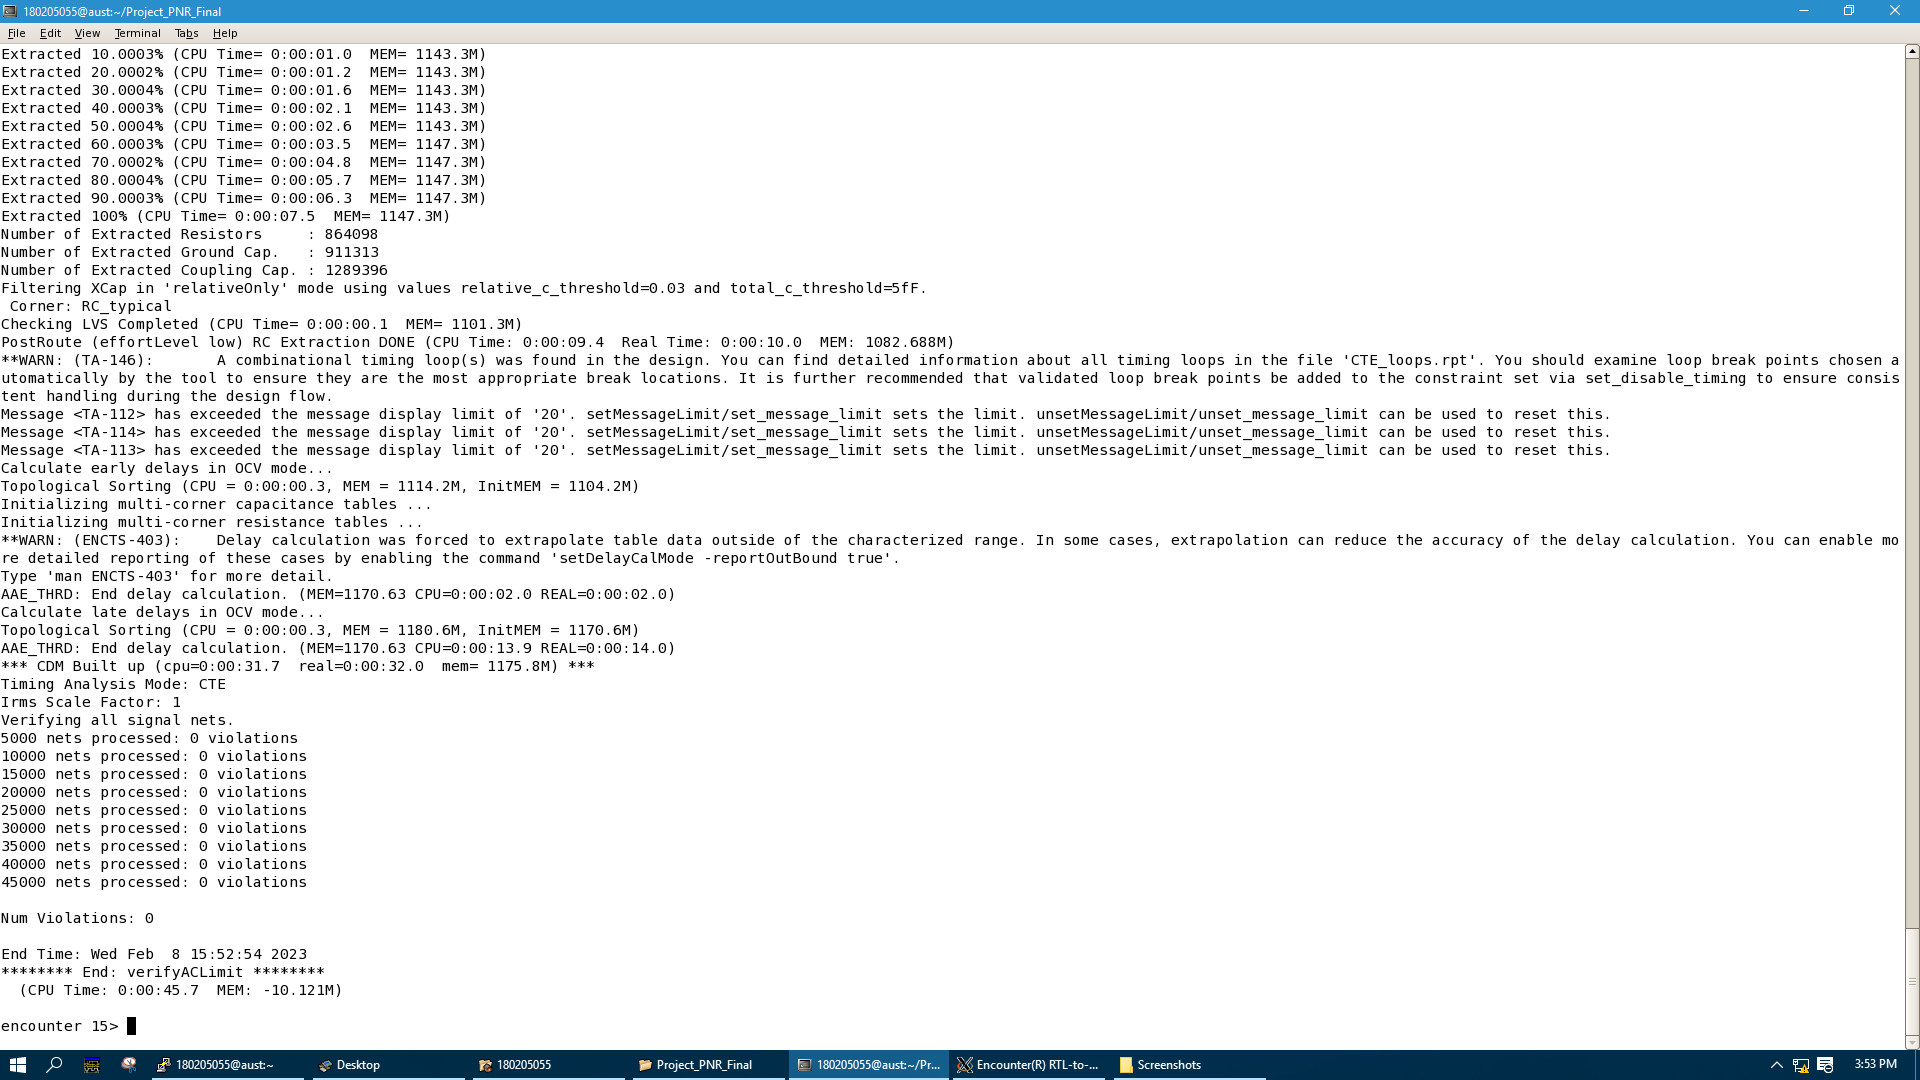 180205055@aust:~/Project_PNR_Final
File Edit View Terminal Tabs Help
Extracted 10.0003% (CPU Time= 0:00:01.0  MEM= 1143.3M)
Extracted 20.0002% (CPU Time= 0:00:01.2  MEM= 1143.3M)
Extracted 30.0004% (CPU Time= 0:00:01.6  MEM= 1143.3M)
Extracted 40.0003% (CPU Time= 0:00:02.1  MEM= 1143.3M)
Extracted 50.0004% (CPU Time= 0:00:02.6  MEM= 1143.3M)
Extracted 60.0003% (CPU Time= 0:00:03.5  MEM= 1147.3M)
Extracted 70.0002% (CPU Time= 0:00:04.8  MEM= 1147.3M)
Extracted 80.0004% (CPU Time= 0:00:05.7  MEM= 1147.3M)
Extracted 90.0003% (CPU Time= 0:00:06.3  MEM= 1147.3M)
Extracted 100% (CPU Time= 0:00:07.5  MEM= 1147.3M)
Number of Extracted Resistors     : 864098
Number of Extracted Ground Cap.   : 911313
Number of Extracted Coupling Cap. : 1289396
Filtering XCap in 'relativeOnly' mode using values relative_c_threshold=0.03 and total_c_threshold=5fF.
 Corner: RC_typical
Checking LVS Completed (CPU Time= 0:00:00.1  MEM= 1101.3M)
PostRoute (effortLevel low) RC Extraction DONE (CPU Time: 0:00:09.4  Real Time: 0:00:10.0  MEM: 1082.688M)
**WARN: (TA-146):       A combinational timing loop(s) was found in the design. You can find detailed information about all timing loops in the file 'CTE_loops.rpt'. You should examine loop break points chosen a
utomatically by the tool to ensure they are the most appropriate break locations. It is further recommended that validated loop break points be added to the constraint set via set_disable_timing to ensure consis
tent handling during the design flow.
Message <TA-112> has exceeded the message display limit of '20'. setMessageLimit/set_message_limit sets the limit. unsetMessageLimit/unset_message_limit can be used to reset this.
Message <TA-114> has exceeded the message display limit of '20'. setMessageLimit/set_message_limit sets the limit. unsetMessageLimit/unset_message_limit can be used to reset this.
Message <TA-113> has exceeded the message display limit of '20'. setMessageLimit/set_message_limit sets the limit. unsetMessageLimit/unset_message_limit can be used to reset this.
Calculate early delays in OCV mode...
Topological Sorting (CPU = 0:00:00.3, MEM = 1114.2M, InitMEM = 1104.2M)
Initializing multi-corner capacitance tables ...
Initializing multi-corner resistance tables ...
**WARN: (ENCTS-403):    Delay calculation was forced to extrapolate table data outside of the characterized range. In some cases, extrapolation can reduce the accuracy of the delay calculation. You can enable mo
re detailed reporting of these cases by enabling the command 'setDelayCalMode -reportOutBound true'.
Type 'man ENCTS-403' for more detail.
AAE_THRD: End delay calculation. (MEM=1170.63 CPU=0:00:02.0 REAL=0:00:02.0)
Calculate late delays in OCV mode...
Topological Sorting (CPU = 0:00:00.3, MEM = 1180.6M, InitMEM = 1170.6M)
AAE_THRD: End delay calculation. (MEM=1170.63 CPU=0:00:13.9 REAL=0:00:14.0)
*** CDM Built up (cpu=0:00:31.7  real=0:00:32.0  mem= 1175.8M) ***
Timing Analysis Mode: CTE
Irms Scale Factor: 1
Verifying all signal nets.
5000 nets processed: 0 violations
10000 nets processed: 0 violations
15000 nets processed: 0 violations
20000 nets processed: 0 violations
25000 nets processed: 0 violations
30000 nets processed: 0 violations
35000 nets processed: 0 violations
40000 nets processed: 0 violations
45000 nets processed: 0 violations
Num Violations: 0
End Time: Wed Feb  8 15:52:54 2023
******** End: verifyACLimit ********
  (CPU Time: 0:00:45.7  MEM: -10.121M)
encounter 15>
180205055@aust:~ Desktop 180205055 Project_PNR_Final 180205055@aust:~/Pr... Encounter(R) RTL-to-... Screenshots 3:53 PM